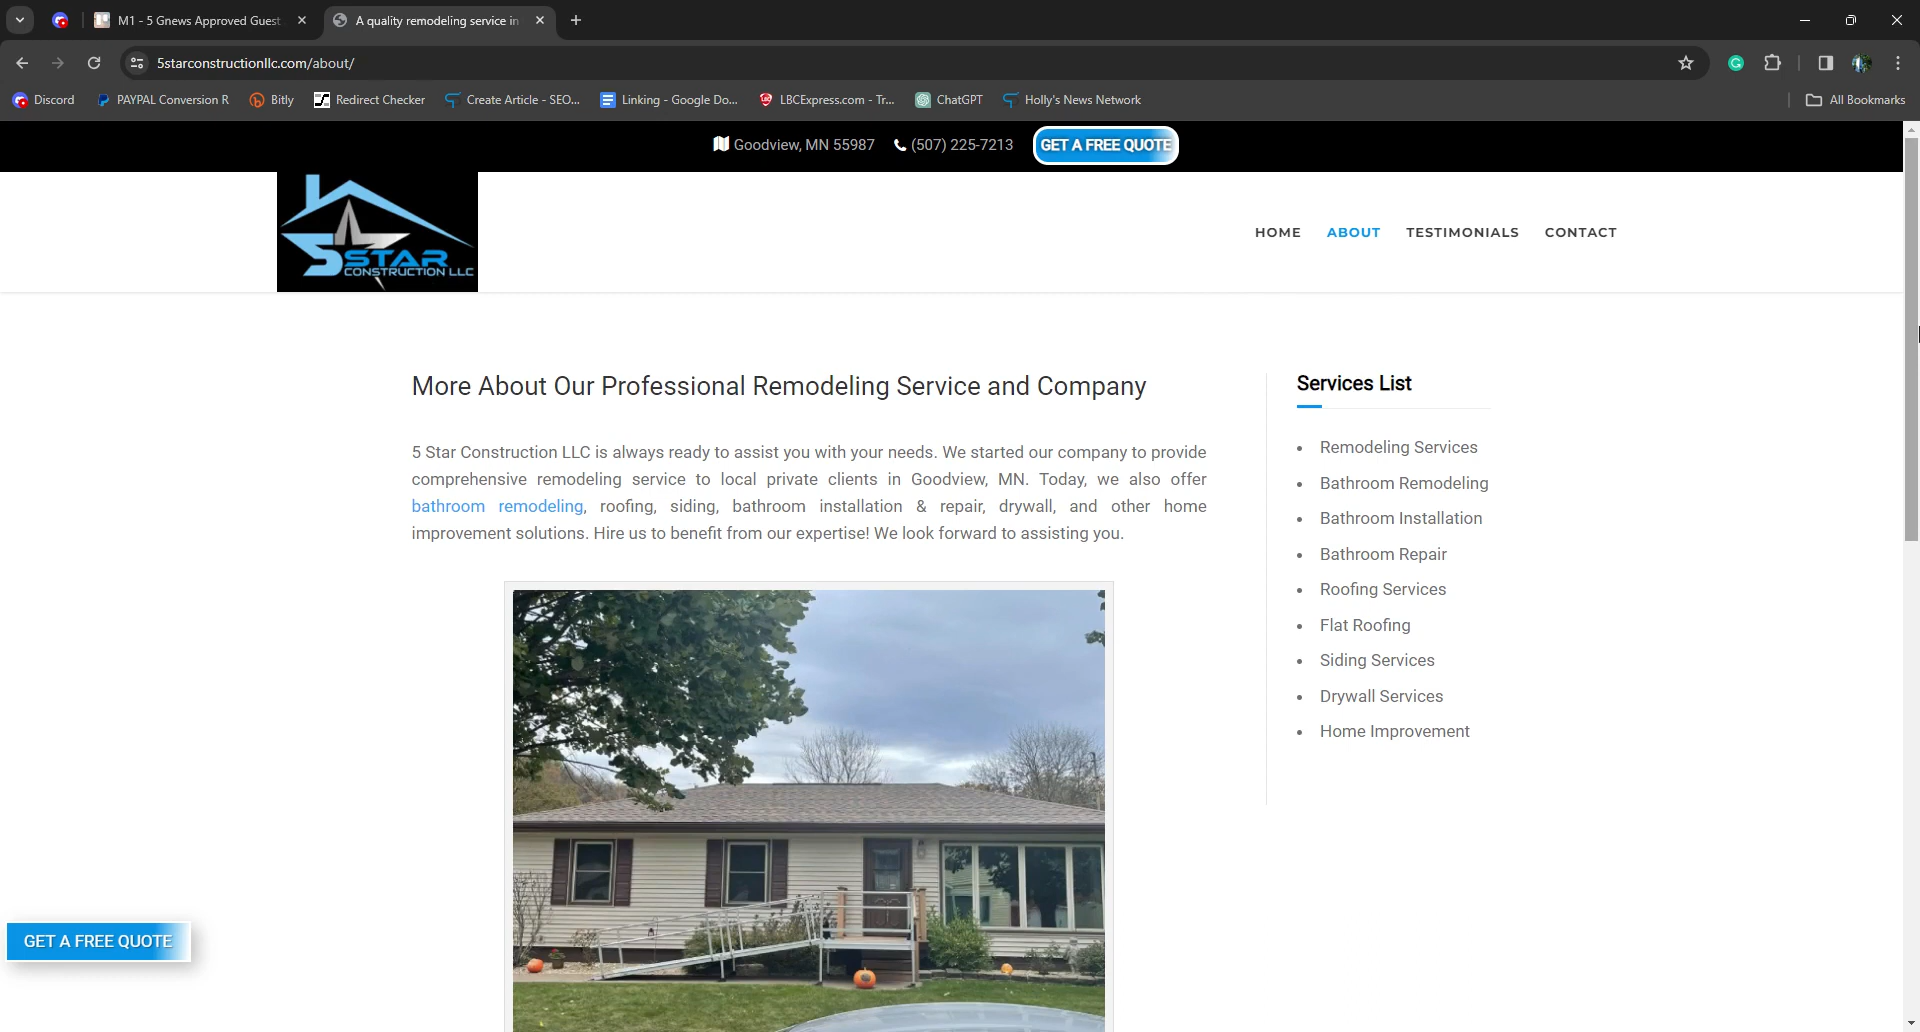 M1 - 5 Gnews Approved Guest
A quality remodeling service in
5starconstructionllc.com/about/
Discord
PAYPAL Conversion R
Bitly
Redirect Checker
Create Article - SEO...
Linking - Google Do...
LBCExpress.com - Tr...
ChatGPT
Holly's News Network
All Bookmarks
Goodview, MN 55987
(507) 225-7213
GET A FREE QUOTE
5STAR
CONSTRUCTION LLC
HOME
ABOUT
TESTIMONIALS
CONTACT
More About Our Professional Remodeling Service and Company
5 Star Construction LLC is always ready to assist you with your needs. We started our company to provide
comprehensive remodeling service to local private clients in Goodview, MN. Today, we also offer
bathroom remodeling, roofing, siding, bathroom installation & repair, drywall, and other home
improvement solutions. Hire us to benefit from our expertise! We look forward to assisting you.
Services List
Remodeling Services
Bathroom Remodeling
Bathroom Installation
Bathroom Repair
Roofing Services
Flat Roofing
Siding Services
Drywall Services
Home Improvement
GET A FREE QUOTE